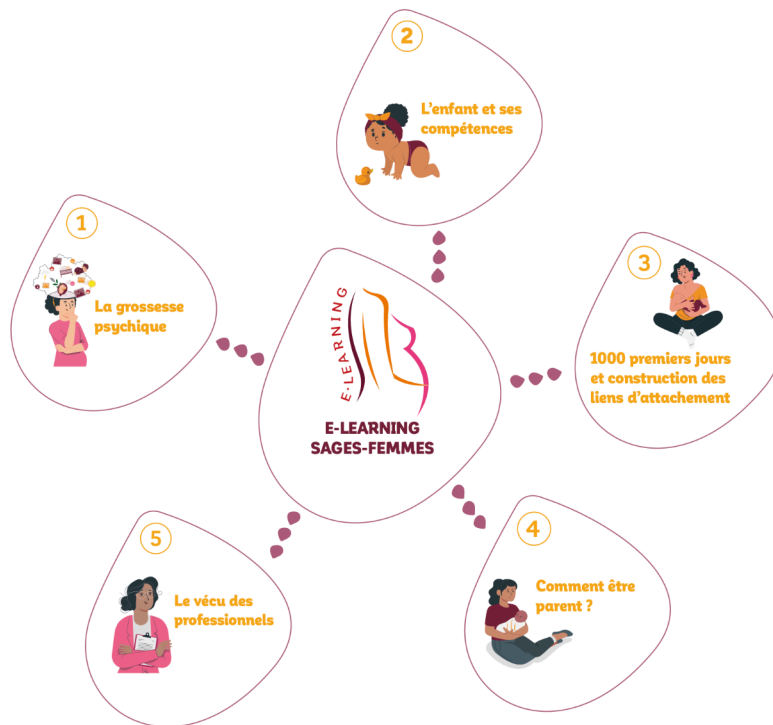 1
La grossesse
psychique
2
L'enfant et ses
compétences
3
1000 premiers jours
et construction des
liens d'attachement
4
Comment être
parent ?
5
Le vécu des
professionnels
E-LEARNING
E-LEARNING
SAGES-FEMMES